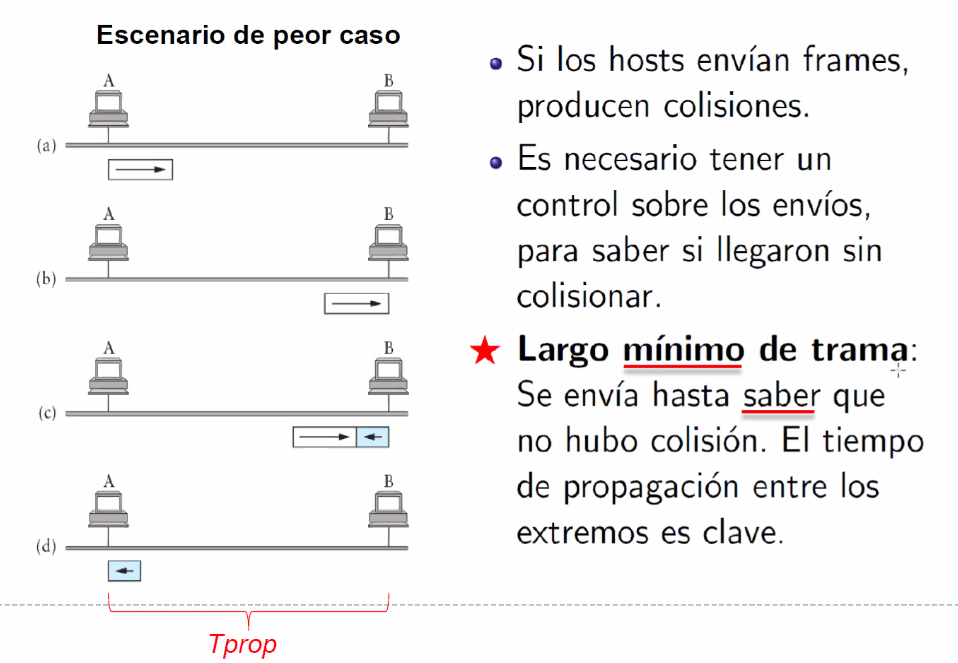 Escenario de peor caso
A B
(a)
A B
(b)
A B
(c)
A B
(d)
Tprop
Si los hosts envían frames,
producen colisiones.
Es necesario tener un
control sobre los envíos,
para saber si llegaron sin
colisionar.
Largo mínimo de trama:
Se envía hasta saber que
no hubo colisión. El tiempo
de propagación entre los
extremos es clave.